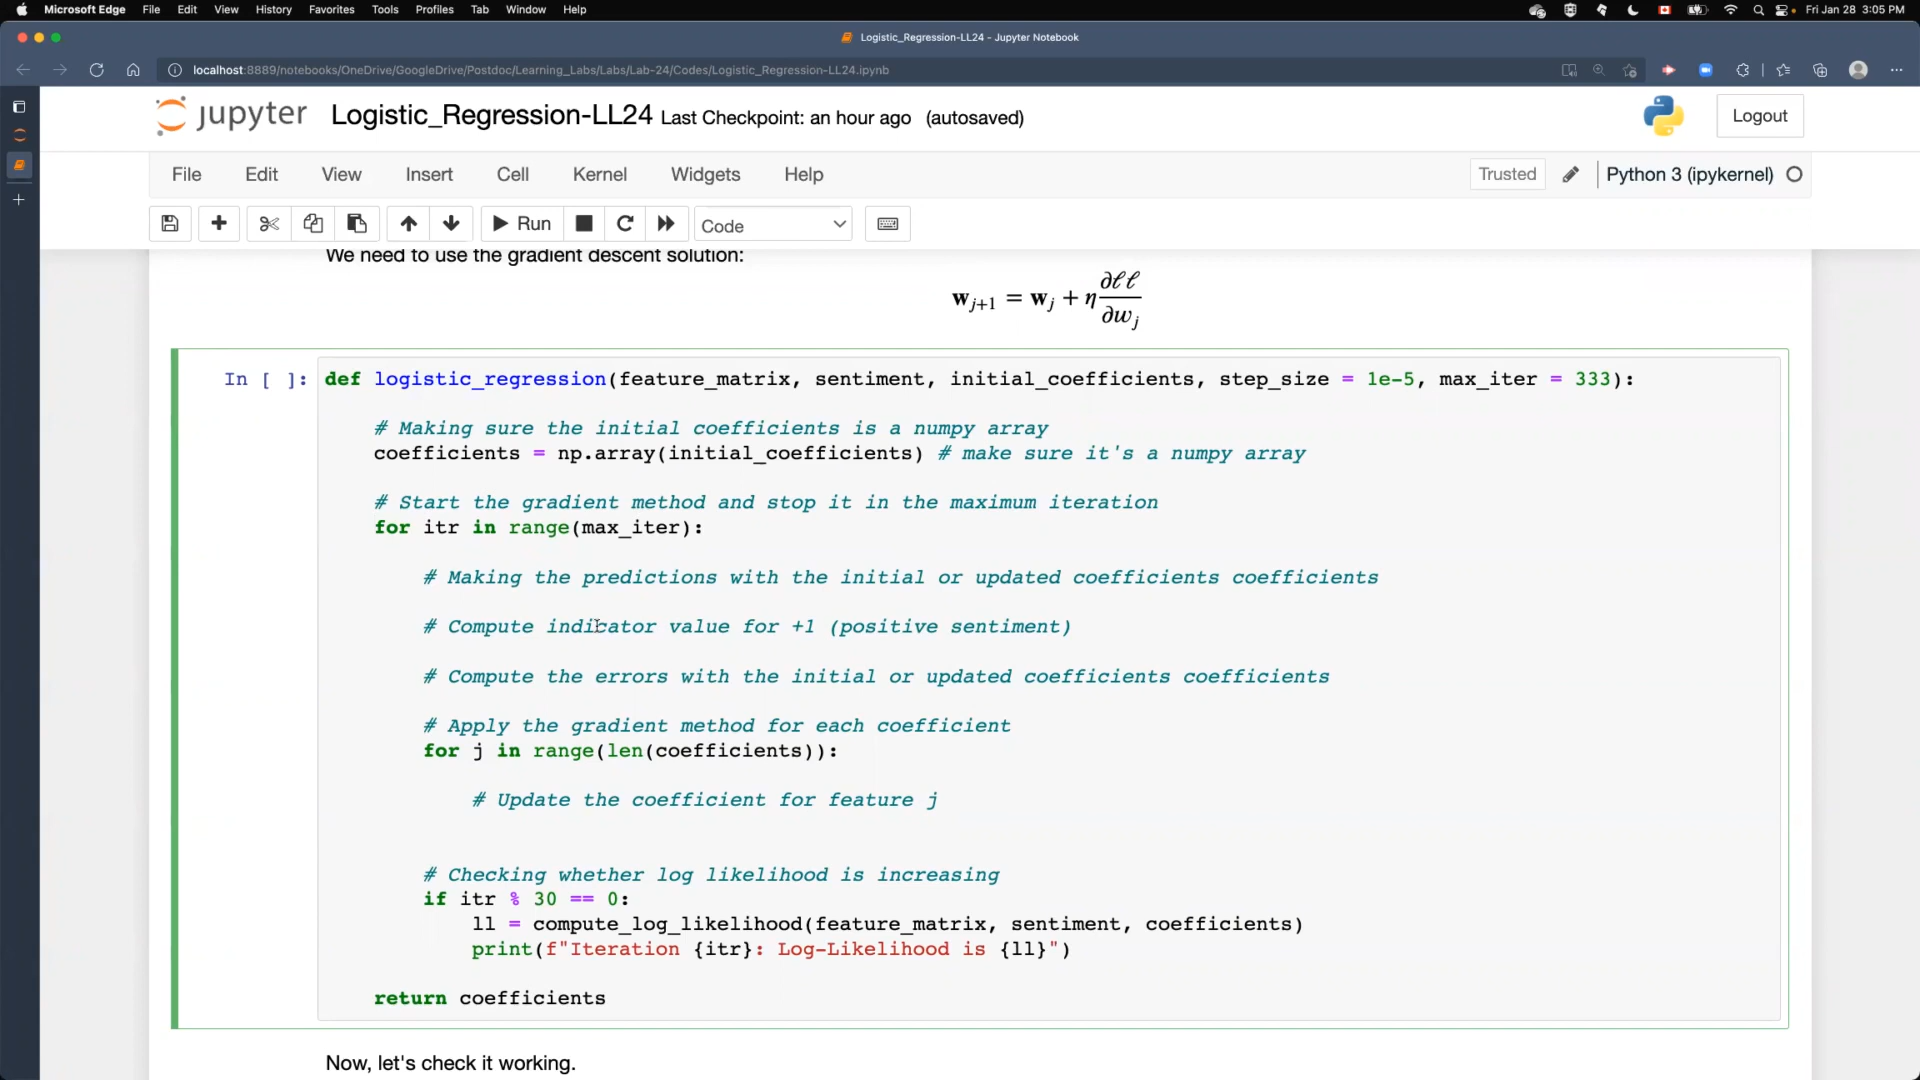 Microsoft Edge File Edit View History Favorites Tools Profiles Tab Window Help Fri Jan 28 3:05 PM
Logistic_Regression-LL24 - Jupyter Notebook
localhost:8889/notebooks/OneDrive/GoogleDrive/Postdoc/Learning_Labs/Labs/Lab-24/Codes/Logistic_Regression-LL24.ipynb
jupyter Logistic_Regression-LL24 Last Checkpoint: an hour ago (autosaved) Logout
File Edit View Insert Cell Kernel Widgets Help Trusted Python 3 (ipykernel)
Run Code
We need to use the gradient descent solution:
w_{j+1} = w_j + η ∂ℓℓ/∂w_j
In [ ]: def logistic_regression(feature_matrix, sentiment, initial_coefficients, step_size = 1e-5, max_iter = 333):
# Making sure the initial coefficients is a numpy array
coefficients = np.array(initial_coefficients) # make sure it's a numpy array
# Start the gradient method and stop it in the maximum iteration
for itr in range(max_iter):
# Making the predictions with the initial or updated coefficients coefficients
# Compute indicator value for +1 (positive sentiment)
# Compute the errors with the initial or updated coefficients coefficients
# Apply the gradient method for each coefficient
for j in range(len(coefficients)):
# Update the coefficient for feature j
# Checking whether log likelihood is increasing
if itr % 30 == 0:
ll = compute_log_likelihood(feature_matrix, sentiment, coefficients)
print(f"Iteration {itr}: Log-Likelihood is {ll}")
return coefficients
Now, let's check it working.